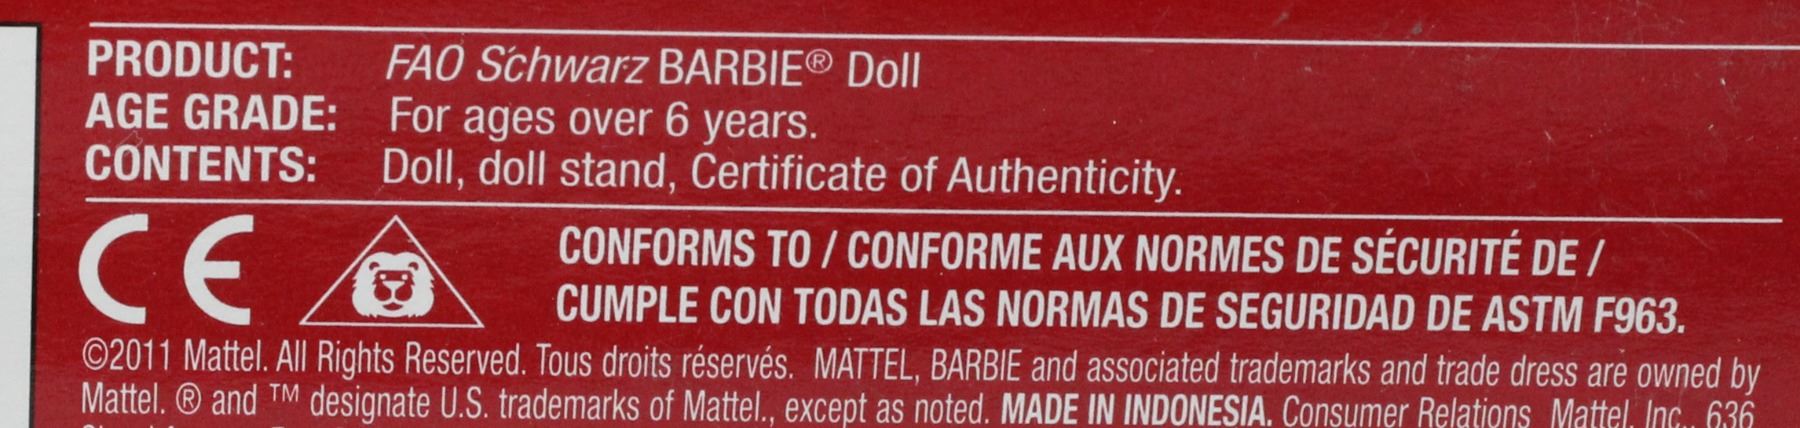 PRODUCT: FAO Schwarz BARBIE® Doll
AGE GRADE: For ages over 6 years.
CONTENTS: Doll, doll stand, Certificate of Authenticity.
CE CONFORMS TO / CONFORME AUX NORMES DE SÉCURITÉ DE /
CUMPLE CON TODAS LAS NORMAS DE SEGURIDAD DE ASTM F963.
©2011 Mattel. All Rights Reserved. Tous droits réservés. MATTEL, BARBIE and associated trademarks and trade dress are owned by
Mattel. ® and ™ designate U.S. trademarks of Mattel., except as noted. MADE IN INDONESIA. Consumer Relations Mattel, Inc., 636